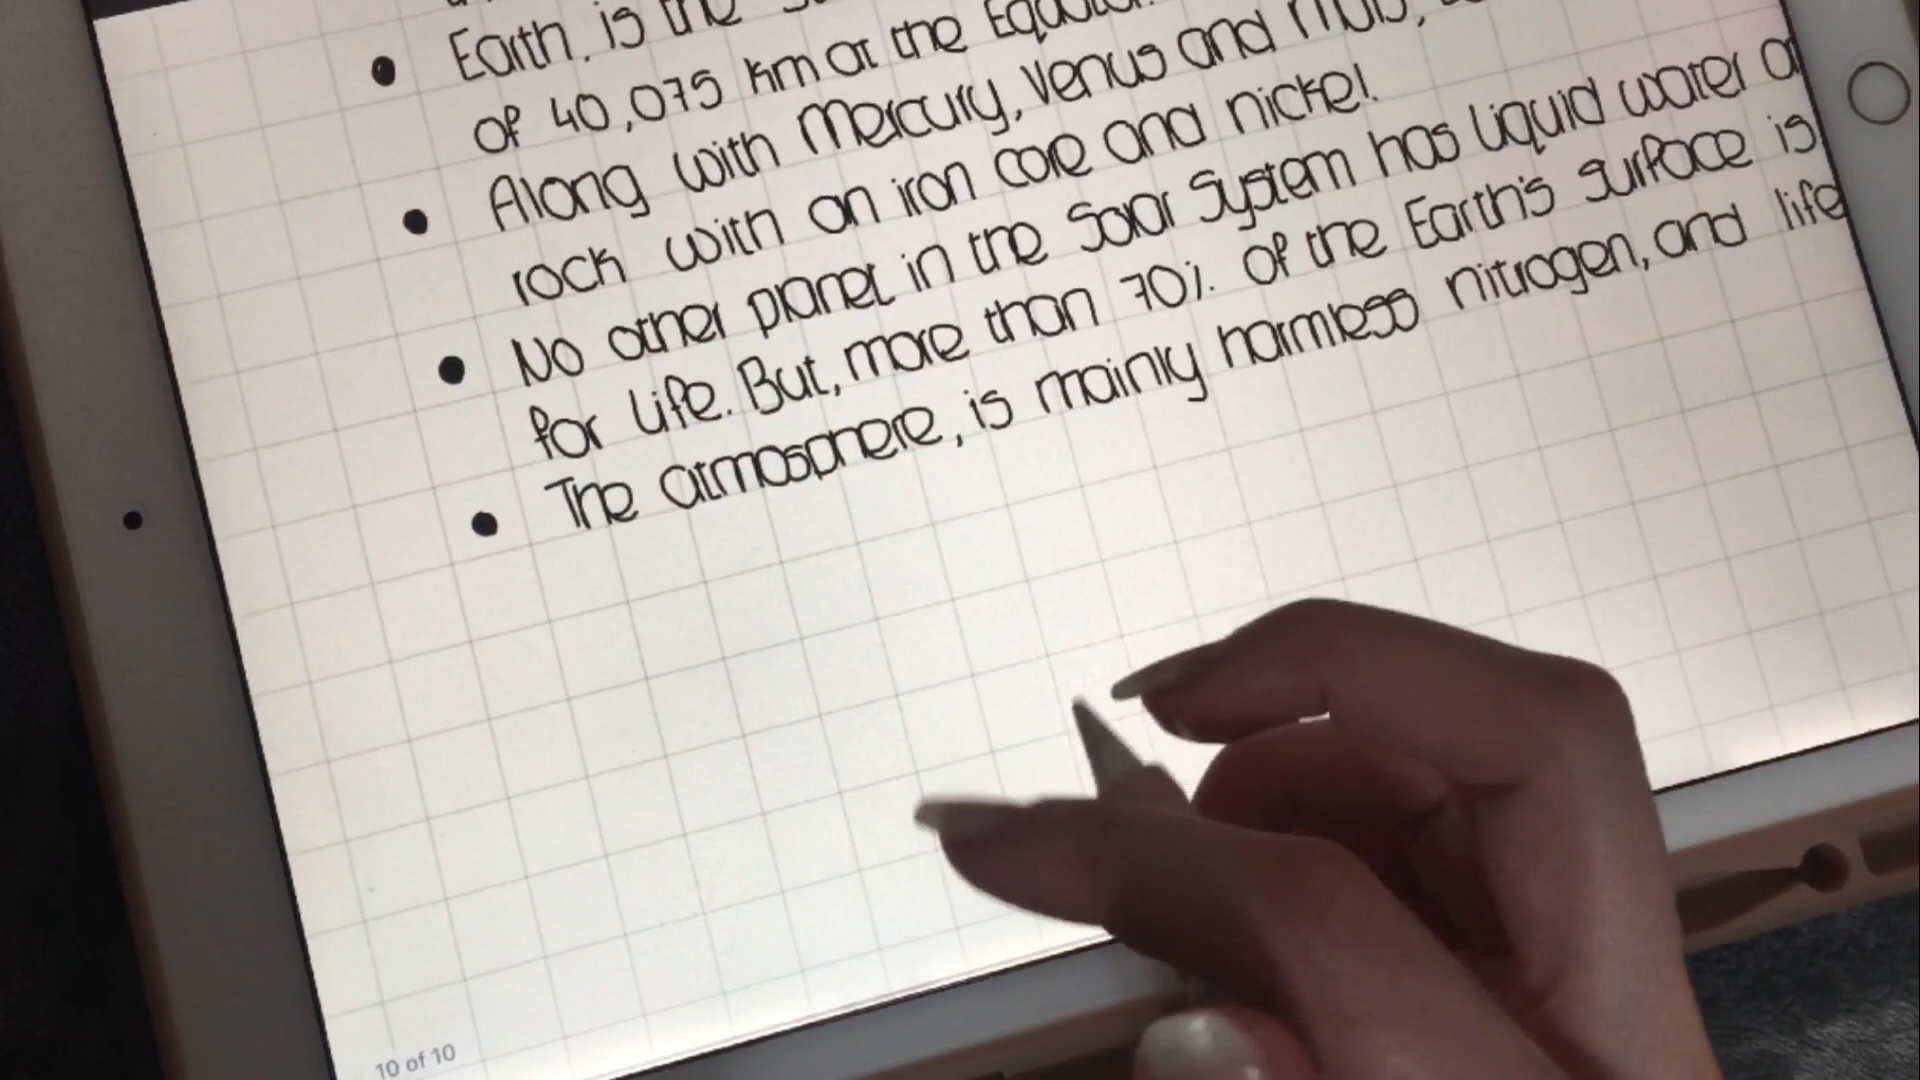 Earth, is the
of 40,075 km at the Equator.
Along with Mercury, Venus and Mars,
rock with an iron core and nickel.
No other planet in the Solar System has liquid water
for life. But, more than 70%. Of the Earth's surface is
The atmosphere, is mainly harmless nitrogen, and life
10 of 10